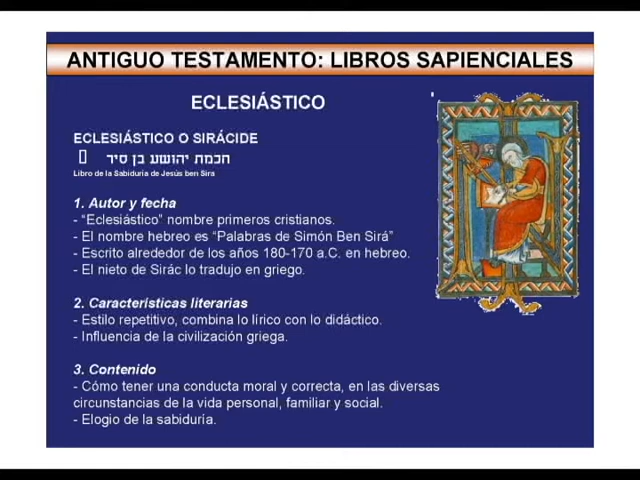 ANTIGUO TESTAMENTO: LIBROS SAPIENCIALES
ECLESIÁSTICO
ECLESIÁSTICO O SIRÁCIDE
חכמת יהושע בן סיר
Libro de la Sabiduría de Jesús ben Sira
1. Autor y fecha
- “Eclesiástico” nombre primeros cristianos.
- El nombre hebreo es “Palabras de Simón Ben Sirá”
- Escrito alrededor de los años 180-170 a.C. en hebreo.
- El nieto de Sirác lo tradujo en griego.
2. Características literarias
- Estilo repetitivo, combina lo lírico con lo didáctico.
- Influencia de la civilización griega.
3. Contenido
- Cómo tener una conducta moral y correcta, en las diversas
circunstancias de la vida personal, familiar y social.
- Elogio de la sabiduría.